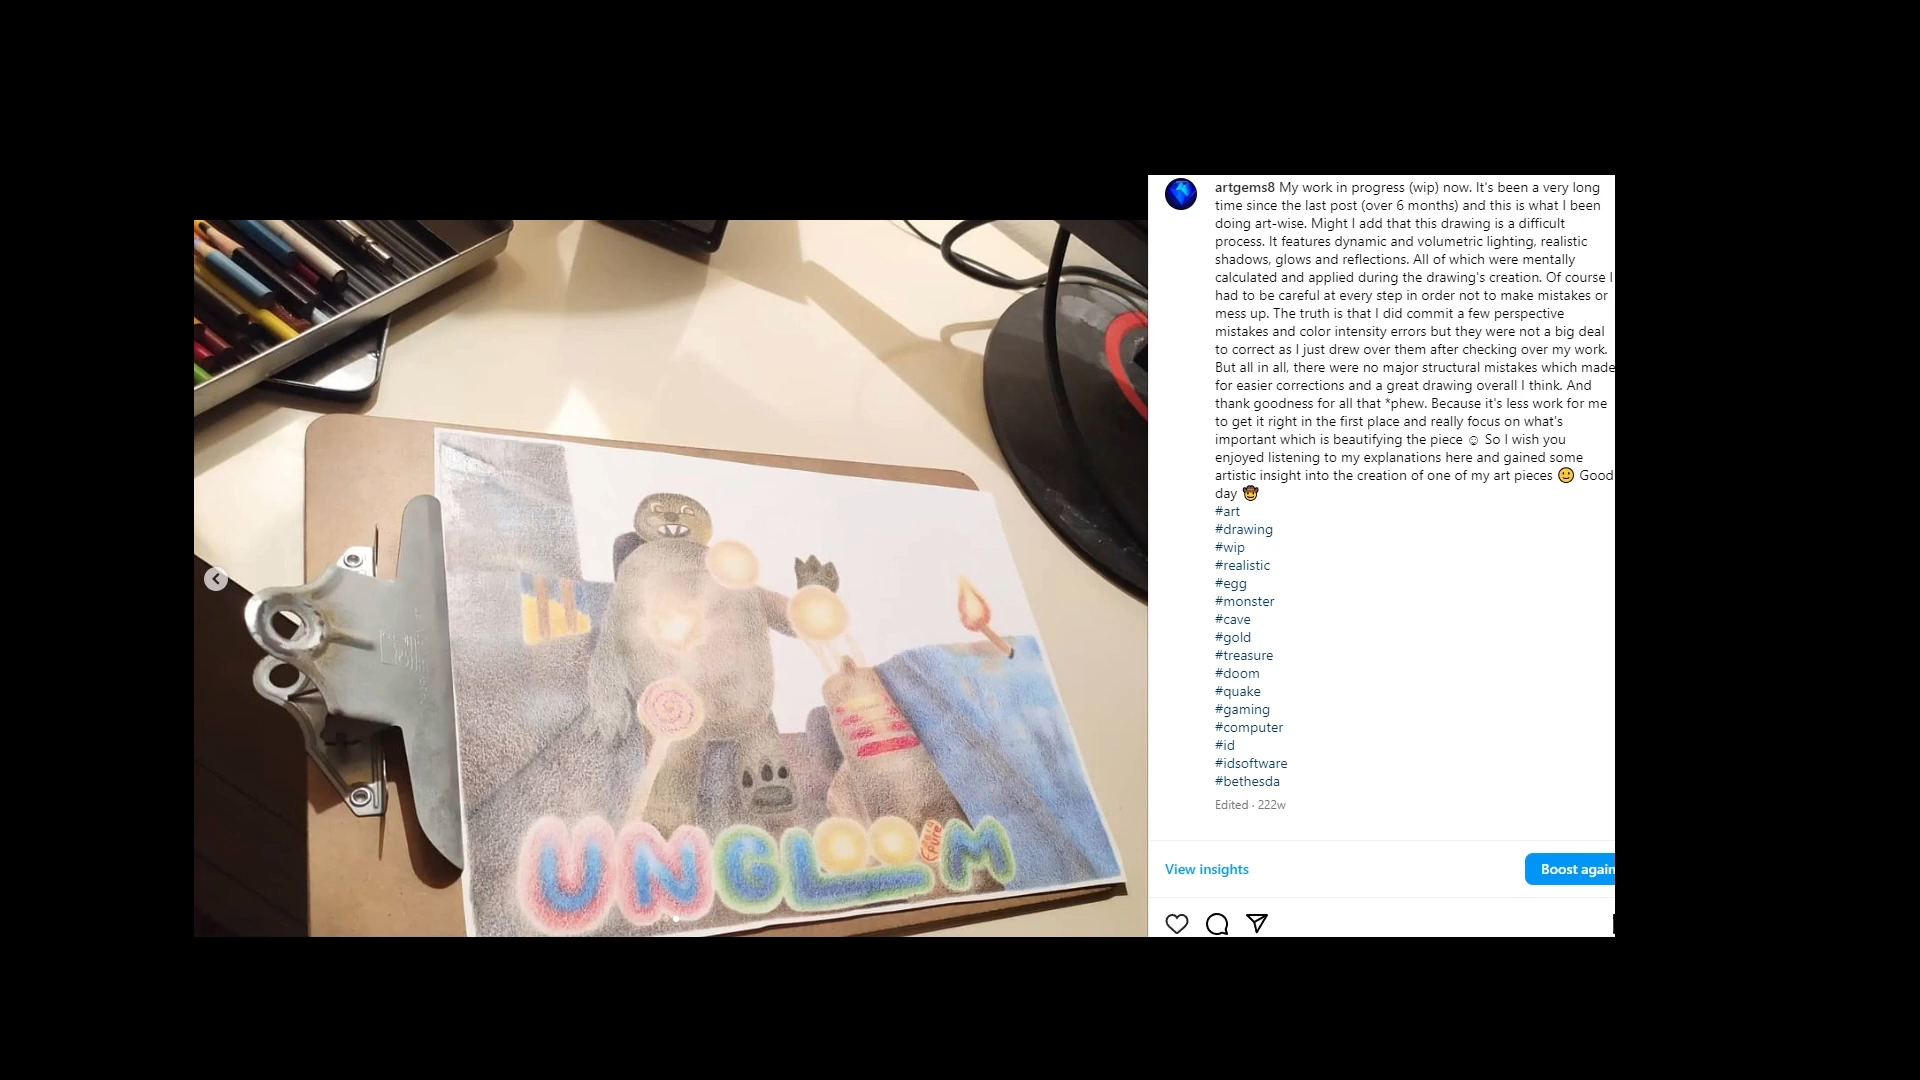 UNGLOOM
artgems8 My work in progress (wip) now. It's been a very long
time since the last post (over 6 months) and this is what I been
doing art-wise. Might I add that this drawing is a difficult
process. It features dynamic and volumetric lighting, realistic
shadows, glows and reflections. All of which were mentally
calculated and applied during the drawing's creation. Of course I
had to be careful at every step in order not to make mistakes or
mess up. The truth is that I did commit a few perspective
mistakes and color intensity errors but they were not a big deal
to correct as I just drew over them after checking over my work.
But all in all, there were no major structural mistakes which made
for easier corrections and a great drawing overall I think. And
thank goodness for all that *phew. Because it's less work for me
to get it right in the first place and really focus on what's
important which is beautifying the piece ☺ So I wish you
enjoyed listening to my explanations here and gained some
artistic insight into the creation of one of my art pieces 🙂 Good
day 🤠
#art
#drawing
#wip
#realistic
#egg
#monster
#cave
#gold
#treasure
#doom
#quake
#gaming
#computer
#id
#idsoftware
#bethesda
Edited · 222w
View insights
Boost again